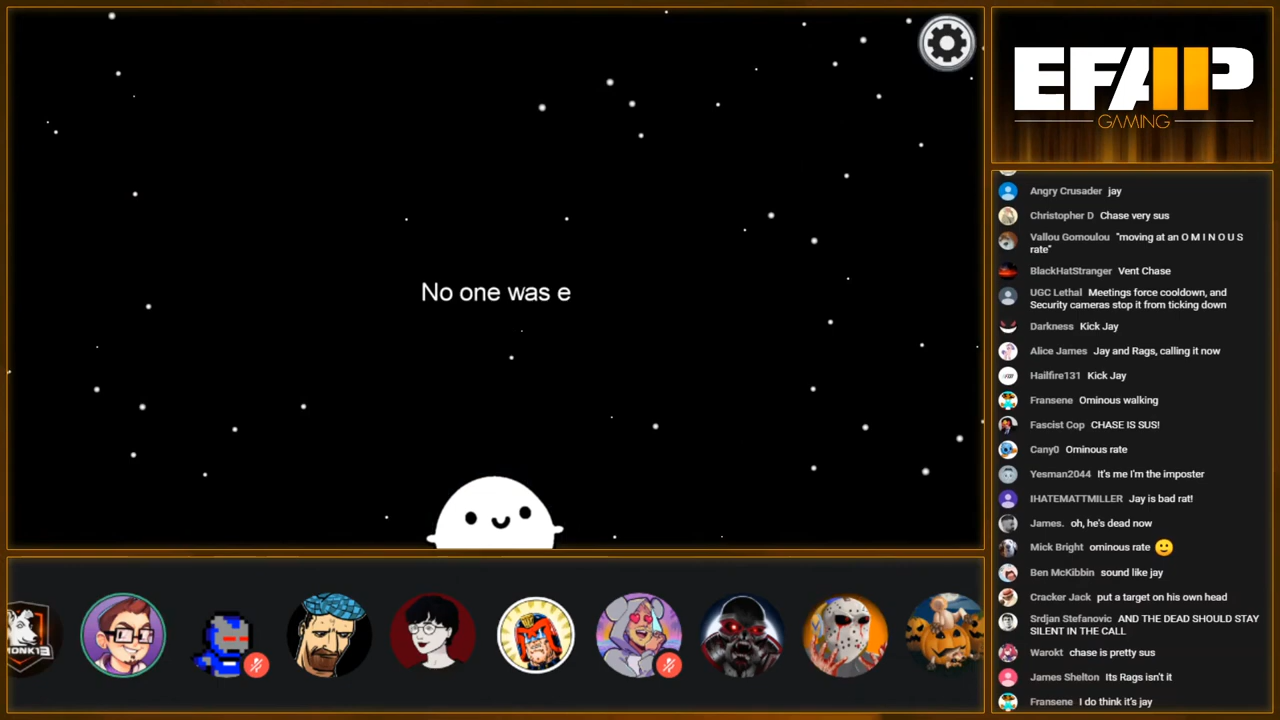 No one was e
EFAP
GAMING
Angry Crusader jay
Christopher D Chase very sus
Vallou Gomoulou "moving at an O M I N O U S
rate"
BlackHatStranger Vent Chase
UGC Lethal Meetings force cooldown, and
Security cameras stop it from ticking down
Darkness Kick Jay
Alice James Jay and Rags, calling it now
Hailfire131 Kick Jay
Fransene Ominous walking
Fascist Cop CHASE IS SUS!
Cany0 Ominous rate
Yesman2044 It's me I'm the imposter
IHATEMATTMILLER Jay is bad rat!
James. oh, he's dead now
Mick Bright ominous rate 🙂
Ben McKibbin sound like jay
Cracker Jack put a target on his own head
Srdjan Stefanovic AND THE DEAD SHOULD STAY
SILENT IN THE CALL
Warokt chase is pretty sus
James Shelton Its Rags isn't it
Fransene I do think it's jay